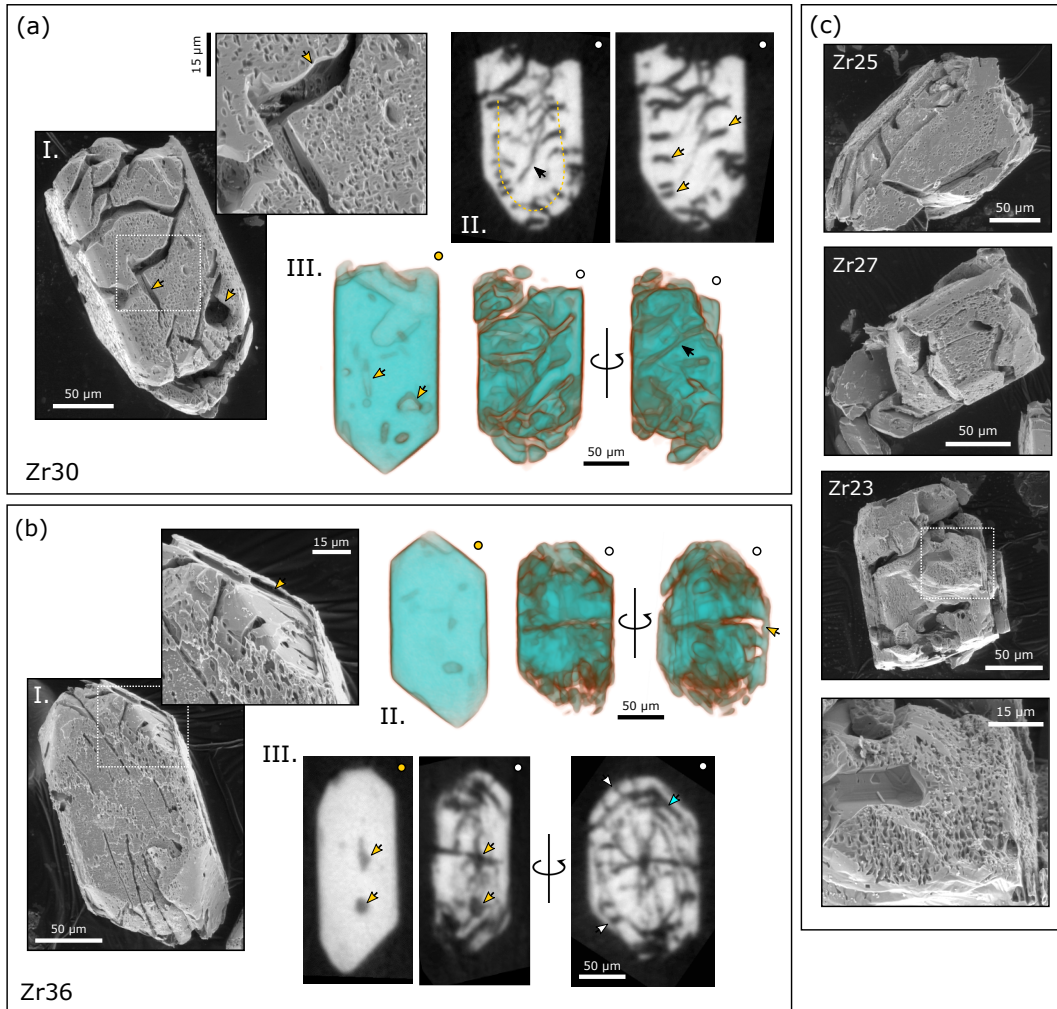 (a)
15 µm
I.
50 µm
II.
III.
50 µm
Zr30
(b)
15 µm
I.
50 µm
II.
50 µm
III.
50 µm
Zr36
(c)
Zr25
50 µm
Zr27
50 µm
Zr23
50 µm
15 µm